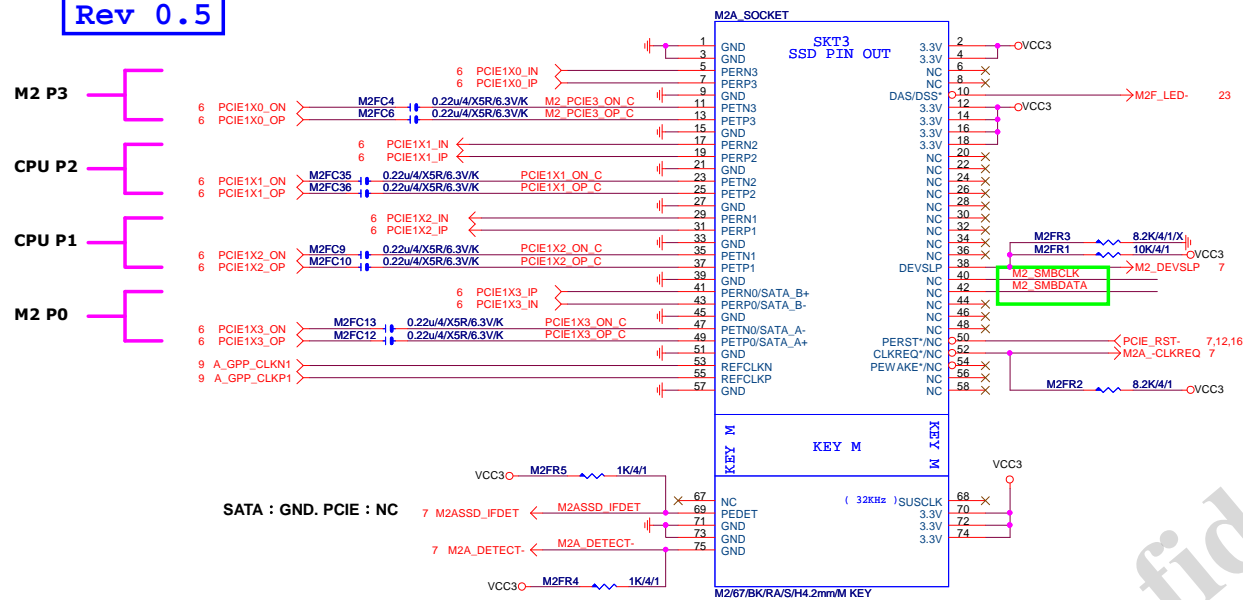 Rev 0.5
M2A_SOCKET
SKT3
SSD PIN OUT
M2 P3
CPU P2
CPU P1
M2 P0
1 GND
3 GND
6 PCIE1X0_IN 5 PERN3
6 PCIE1X0_IP 7 PERP3
9 GND
6 PCIE1X0_ON M2FC4 0.22u/4/X5R/6.3V/K M2_PCIE3_ON_C 11 PETN3
6 PCIE1X0_OP M2FC6 0.22u/4/X5R/6.3V/K M2_PCIE3_OP_C 13 PETP3
15 GND
6 PCIE1X1_IN 17 PERN2
6 PCIE1X1_IP 19 PERP2
21 GND
6 PCIE1X1_ON M2FC35 0.22u/4/X5R/6.3V/K PCIE1X1_ON_C 23 PETN2
6 PCIE1X1_OP M2FC36 0.22u/4/X5R/6.3V/K PCIE1X1_OP_C 25 PETP2
27 GND
6 PCIE1X2_IN 29 PERN1
6 PCIE1X2_IP 31 PERP1
33 GND
6 PCIE1X2_ON M2FC9 0.22u/4/X5R/6.3V/K PCIE1X2_ON_C 35 PETN1
6 PCIE1X2_OP M2FC10 0.22u/4/X5R/6.3V/K PCIE1X2_OP_C 37 PETP1
39 GND
6 PCIE1X3_IP 41 PERN0/SATA_B+
6 PCIE1X3_IN 43 PERP0/SATA_B-
45 GND
6 PCIE1X3_ON M2FC13 0.22u/4/X5R/6.3V/K PCIE1X3_ON_C 47 PETN0/SATA_A-
6 PCIE1X3_OP M2FC12 0.22u/4/X5R/6.3V/K PCIE1X3_OP_C 49 PETP0/SATA_A+
51 GND
9 A_GPP_CLKN1 53 REFCLKN
9 A_GPP_CLKP1 55 REFCLKP
57 GND
3.3V 2 VCC3
3.3V 4
NC 6
NC 8
DAS/DSS* 10 M2F_LED- 23
3.3V 12 VCC3
3.3V 14
3.3V 16
3.3V 18
NC 20
NC 22
NC 24
NC 26
NC 28
NC 30
NC 32
NC 34
NC 36
M2FR3 8.2K/4/1/X
M2FR1 10K/4/1 VCC3
DEVSLP 38 M2_DEVSLP 7
NC 40 M2_SMBCLK
NC 42 M2_SMBDATA
NC 44
NC 46
NC 48
PERST*/NC 50 PCIE_RST- 7,12,16
CLKREQ*/NC 52 M2A_-CLKREQ 7
PEWAKE*/NC 54
NC 56
NC 58
M2FR2 8.2K/4/1 VCC3
KEY M
KEY M
KEY M
VCC3 M2FR5 1K/4/1
SATA : GND. PCIE : NC
67 NC
7 M2ASSD_IFDET M2ASSD_IFDET 69 PEDET
71 GND
73 GND
7 M2A_DETECT- M2A_DETECT- 75 GND
VCC3 M2FR4 1K/4/1
VCC3
( 32KHz )SUSCLK 68
3.3V 70
3.3V 72
3.3V 74
M2/67/BK/RA/S/H4.2mm/M KEY
fid